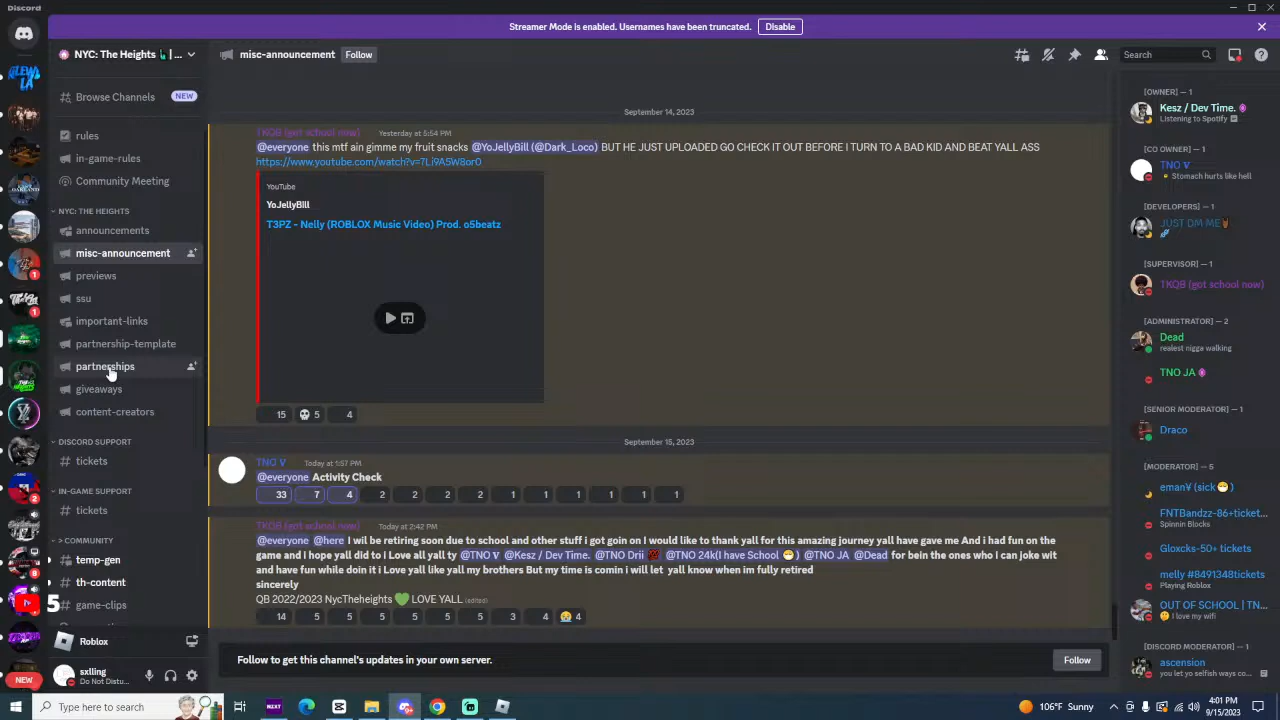 Discord
Streamer Mode is enabled. Usernames have been truncated.
Disable
NYC: The Heights | ...
misc-announcement
Follow
Search
Browse Channels
NEW
rules
in-game-rules
Community Meeting
NYC: THE HEIGHTS
announcements
misc-announcement
previews
ssu
important-links
partnership-template
partnerships
giveaways
content-creators
DISCORD SUPPORT
tickets
IN-GAME SUPPORT
tickets
> COMMUNITY
temp-gen
th-content
game-clips
Roblox
sxlling
Do Not Distu...
NEW
September 14, 2023
TKQB (got school now) Yesterday at 5:54 PM
@everyone this mtf ain gimme my fruit snacks @YoJellyBill (@Dark_Loco) BUT HE JUST UPLOADED GO CHECK IT OUT BEFORE I TURN TO A BAD KID AND BEAT YALL ASS
https://www.youtube.com/watch?v=7Li9A5W8or0
YouTube
YoJellyBill
T3PZ - Nelly (ROBLOX Music Video) Prod. o5beatz
15 💀 5 4
September 15, 2023
TNO V Today at 1:57 PM
@everyone Activity Check
33 7 4 2 2 2 2 1 1 1 1 1 1
TKQB (got school now) Today at 2:42 PM
@everyone @here I wil be retiring soon due to school and other stuff i got goin on I would like to thank yall for this amazing journey yall have gave me And i had fun on the
game and I hope yall did to i Love all yall ty @TNO V @Kesz / Dev Time. @TNO Drii 💯 @TNO 24k(I have School 😷) @TNO JA @Dead for bein the ones who i can joke wit
and have fun while doin it i Love yall like yall my brothers But my time is comin i will let yall know when im fully retired
sincerely
QB 2022/2023 NycTheheights 💚 LOVE YALL (edited)
14 5 5 5 5 5 3 4 😭 4
Follow to get this channel's updates in your own server.
Follow
[OWNER] — 1
Kesz / Dev Time.
Listening to Spotify
[CO OWNER] — 1
TNO V
Stomach hurts like hell
[DEVELOPERS] — 1
JUST DM ME
[SUPERVISOR] — 1
TKQB (got school now)
[ADMINISTRATOR] — 2
Dead
realest nigga walking
TNO JA
[SENIOR MODERATOR] — 1
Draco
[MODERATOR] — 5
eman¥ (sick😷)
FNTBandzz-86+ticket...
Spinnin Blocks
Gloxcks-50+ tickets
melly #8491348tickets
Playing Roblox
OUT OF SCHOOL | TN...
I love my wifi
[DISCORD MODERATOR] — 1
ascension
you let yo selfish ways co...
Type here to search
NEXT
106°F Sunny
4:01 PM
9/15/2023